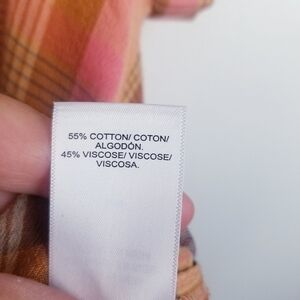 55% COTTON/ COTON/
ALGODÓN.
45% VISCOSE/ VISCOSE/
VISCOSA.